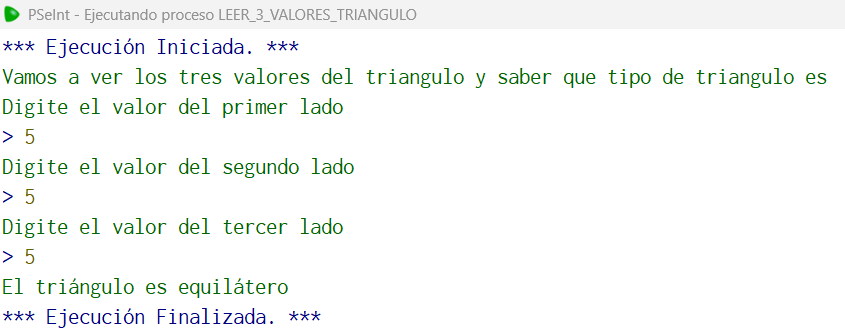 PSeInt - Ejecutando proceso LEER_3_VALORES_TRIANGULO
*** Ejecución Iniciada. ***
Vamos a ver los tres valores del triangulo y saber que tipo de triangulo es
Digite el valor del primer lado
> 5
Digite el valor del segundo lado
> 5
Digite el valor del tercer lado
> 5
El triángulo es equilátero
*** Ejecución Finalizada. ***